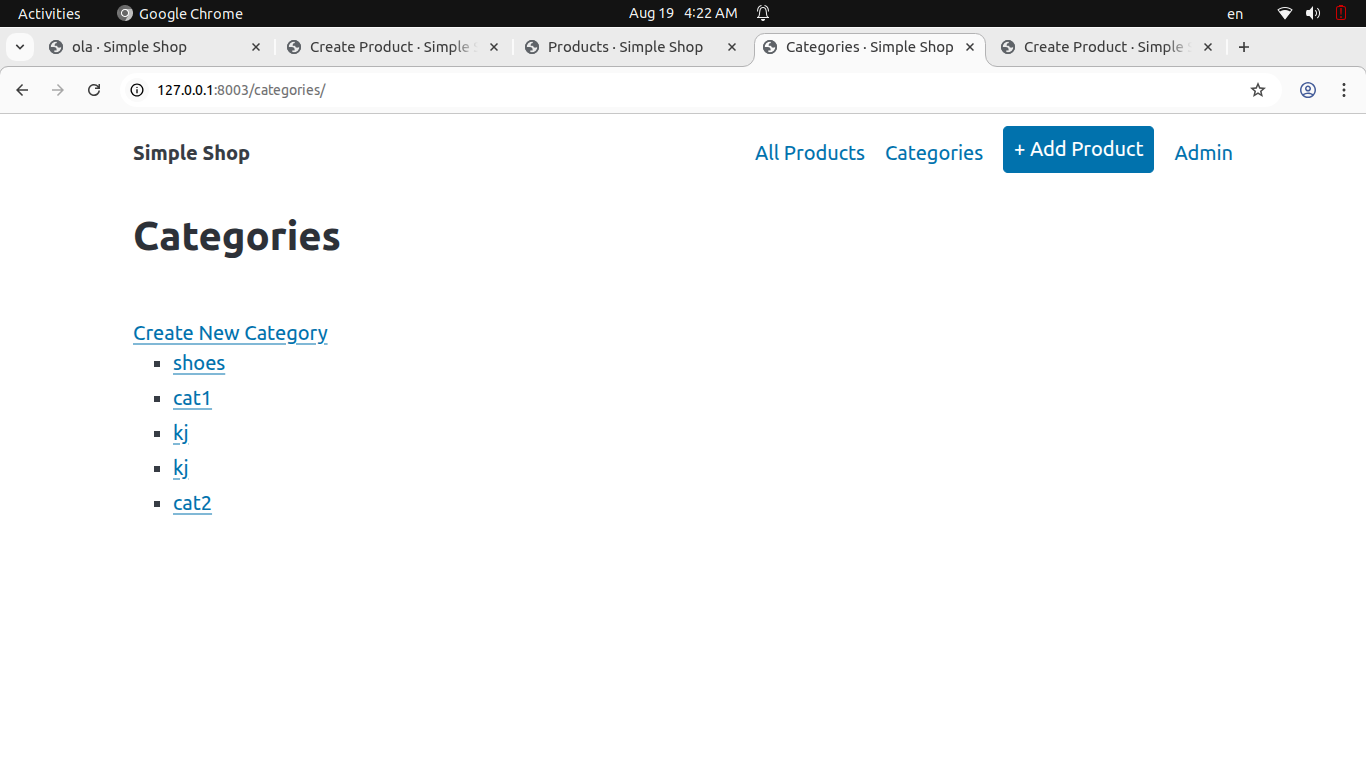 Activities Google Chrome Aug 19 4:22 AM en
ola · Simple Shop Create Product · Simple Products · Simple Shop Categories · Simple Shop Create Product · Simple
127.0.0.1:8003/categories/
Simple Shop All Products Categories + Add Product Admin
Categories
Create New Category
shoes
cat1
kj
kj
cat2